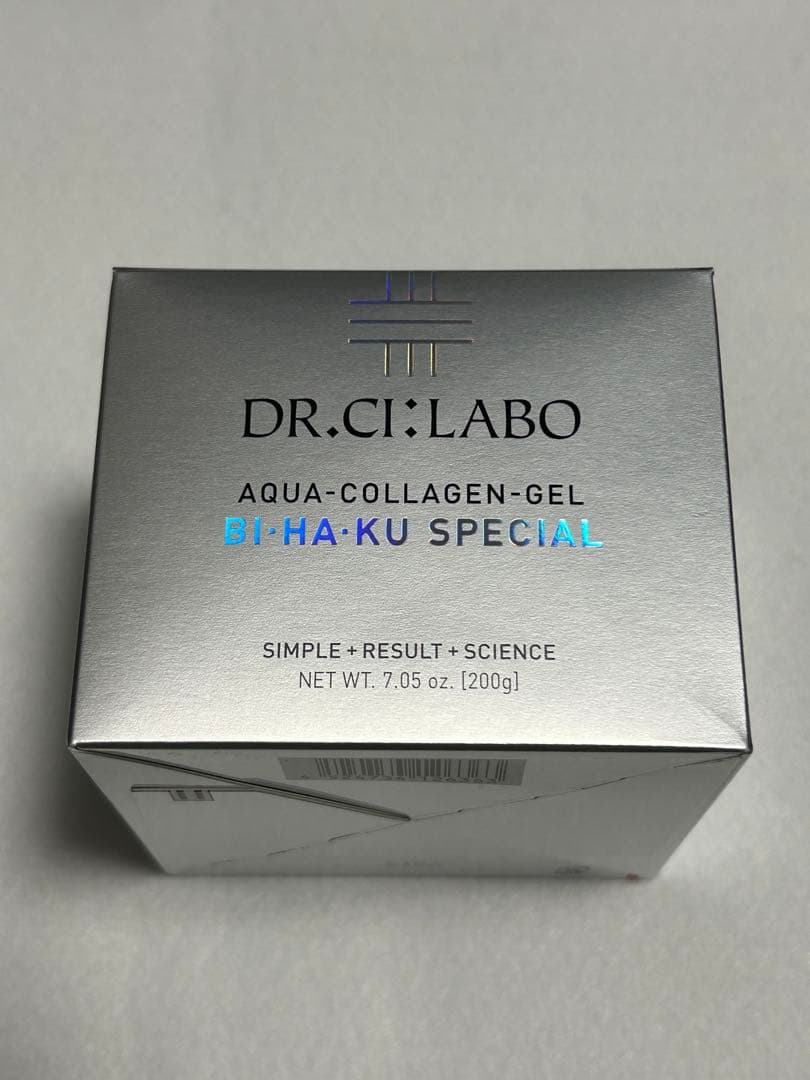 DR.CI:LABO
AQUA-COLLAGEN-GEL
BI·HA·KU SPECIAL
SIMPLE + RESULT + SCIENCE
NET WT. 7.05 oz. [200g]